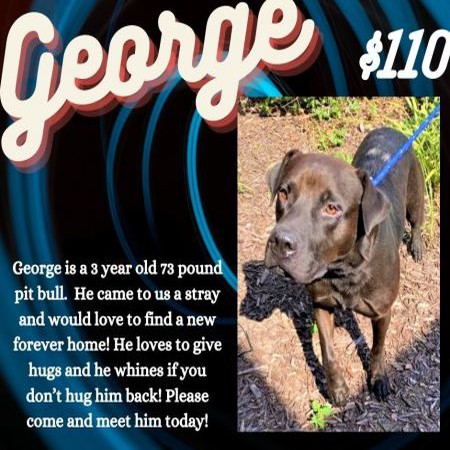 George
$110
George is a 3 year old 73 pound
pit bull. He came to us a stray
and would love to find a new
forever home! He loves to give
hugs and he whines if you
don't hug him back! Please
come and meet him today!